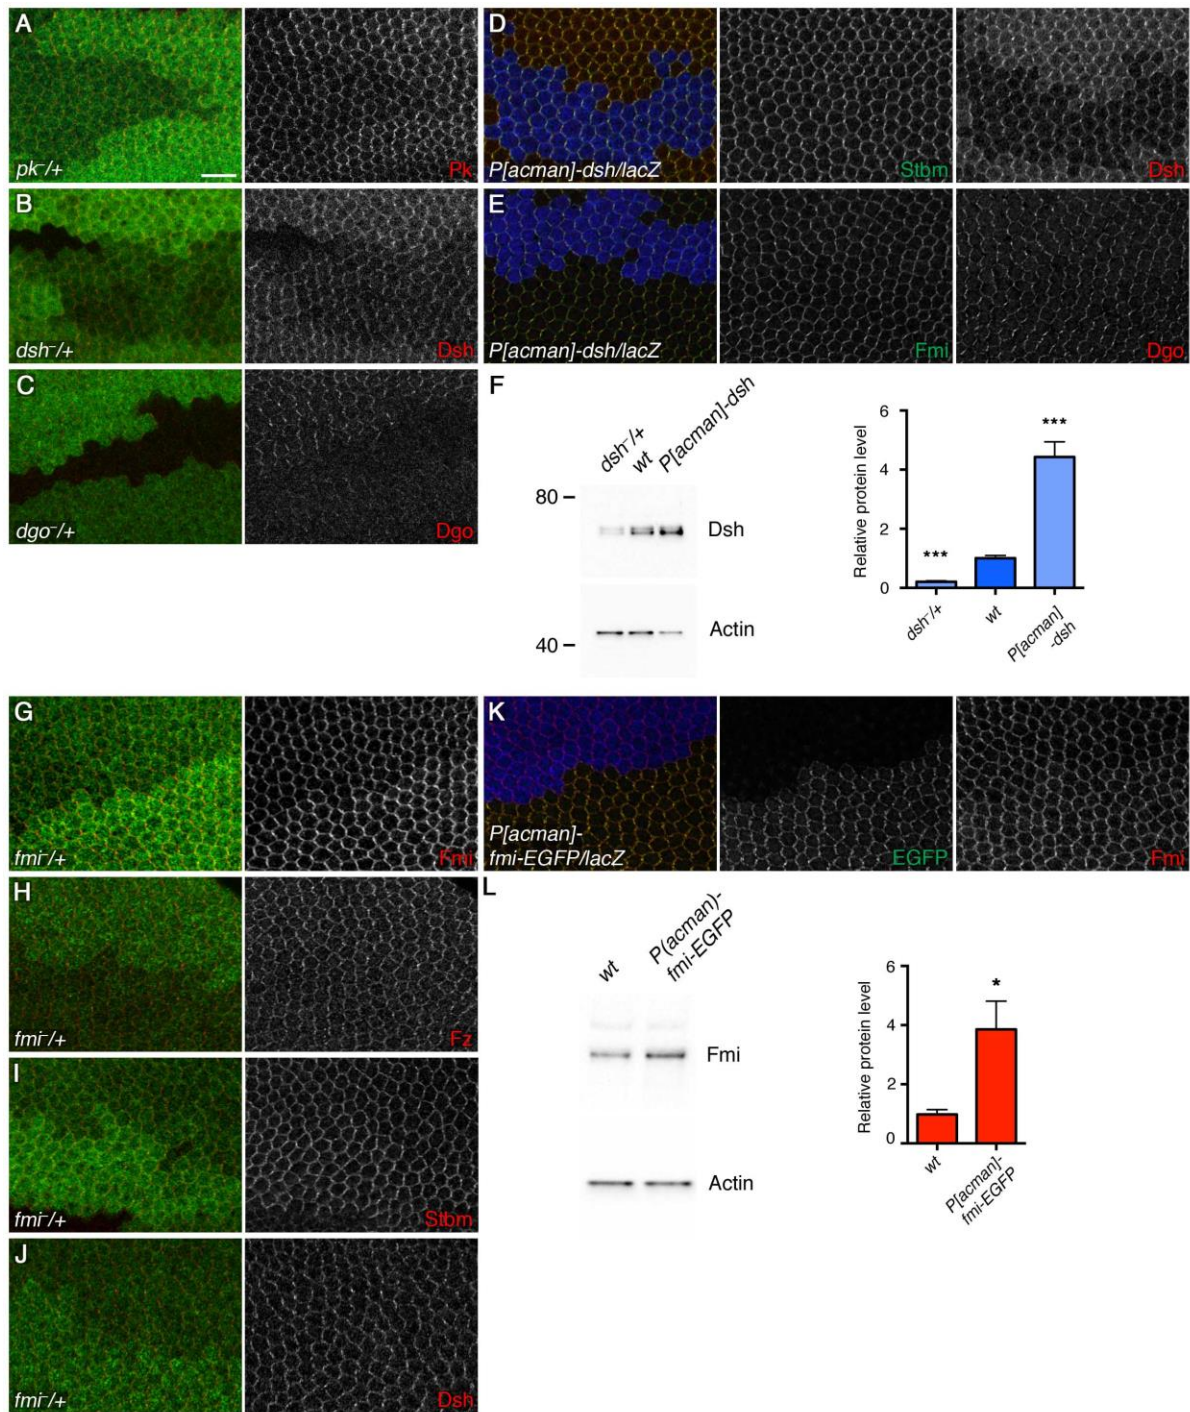 A
pk⁻/+
Pk
B
dsh⁻/+
Dsh
C
dgo⁻/+
Dgo
D
P[acman]-dsh/lacZ
Stbm
Dsh
E
P[acman]-dsh/lacZ
Fmi
Dgo
F
dsh⁻/+
wt
P[acman]-dsh
80
Dsh
40
Actin
Relative protein level
6
4
2
0
***
***
dsh⁻/+
wt
P[acman]
-dsh
G
fmi⁻/+
Fmi
H
fmi⁻/+
Fz
I
fmi⁻/+
Stbm
J
fmi⁻/+
Dsh
K
P[acman]-
fmi-EGFP/lacZ
EGFP
Fmi
L
wt
P(acman)-
fmi-EGFP
Fmi
Actin
Relative protein level
6
4
2
0
*
wt
P[acman]-
fmi-EGFP